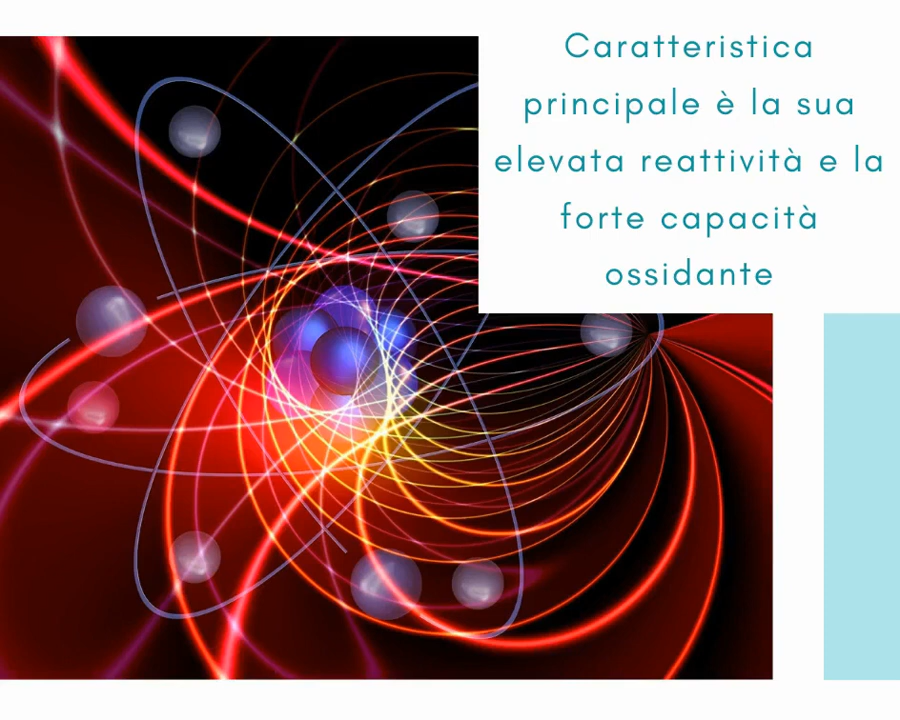 Caratteristica
principale è la sua
elevata reattività e la
forte capacità
ossidante